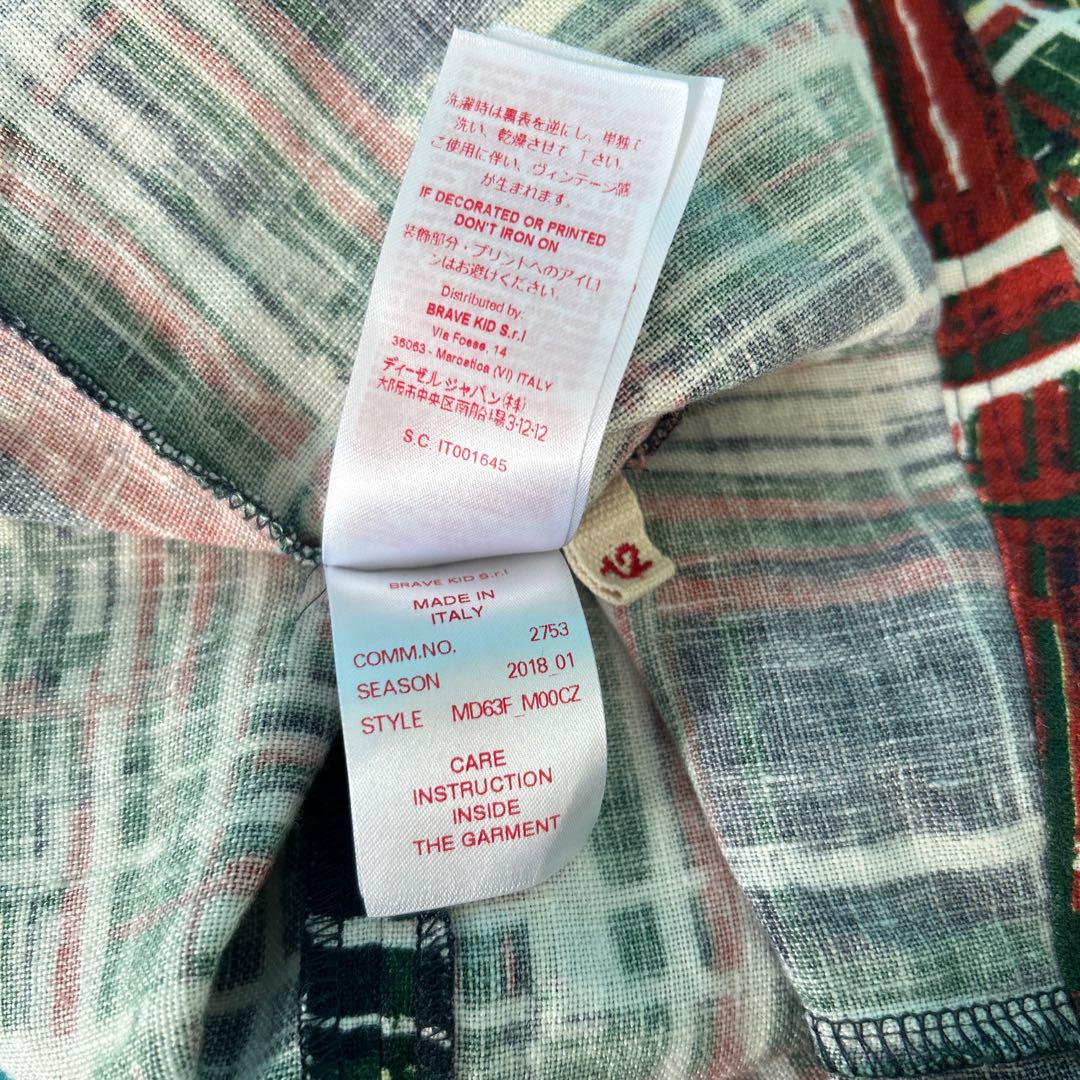 洗濯時は裏表を逆にし、単独で
洗い、乾燥させて下さい。
ご使用に伴い、ヴィンテージ感
が生まれます。
IF DECORATED OR PRINTED
DON'T IRON ON
装飾部分・プリントへのアイロ
ンはお避けください。
Distributed by.
BRAVE KID S.r.l
Via Fosse, 14
36063 - Marostica (VI) ITALY
ディーゼルジャパン(株)
大阪市中央区南船場3-12-12
S.C. IT001645
12
BRAVE KID S.r.l
MADE IN
ITALY
COMM.NO. 2753
SEASON 2018_01
STYLE MD63F_M00CZ
CARE
INSTRUCTION
INSIDE
THE GARMENT